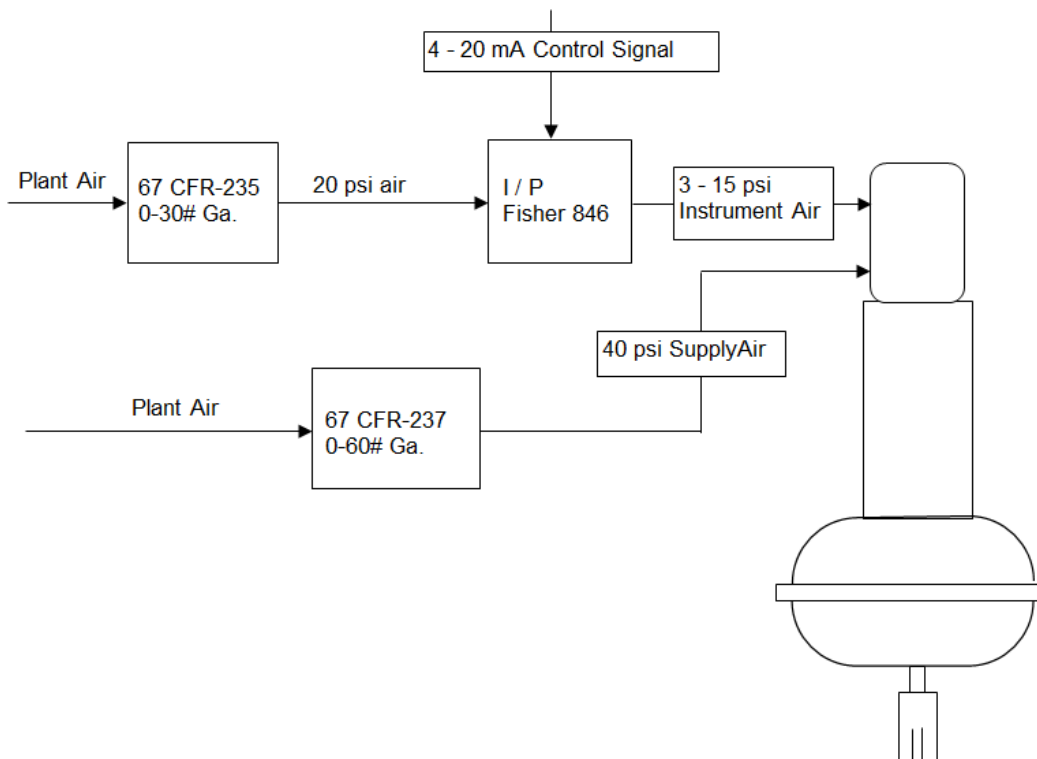 4 - 20 mA Control Signal
Plant Air
67 CFR-235
0-30# Ga.
20 psi air
I / P
Fisher 846
3 - 15 psi
Instrument Air
40 psi SupplyAir
Plant Air
67 CFR-237
0-60# Ga.